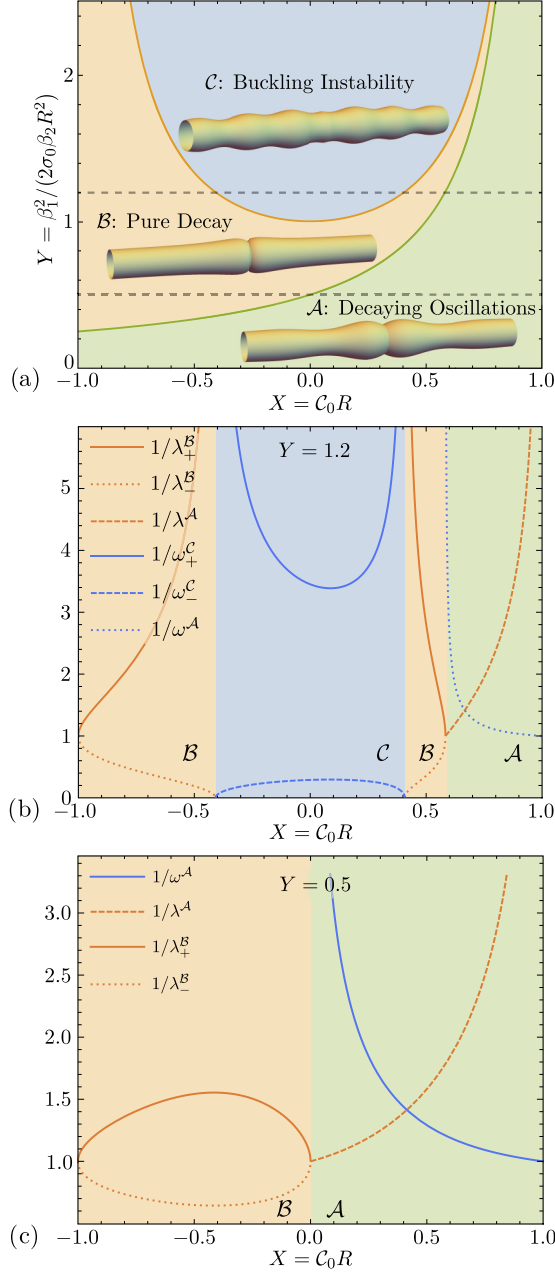 2
1
0
Y = β₁²/(2σ₀β₂R²)
𝒞: Buckling Instability
ℬ: Pure Decay
𝒜: Decaying Oscillations
(a)
−1.0 −0.5 0.0 0.5 1.0
X = 𝒞₀R
Y = 1.2
1/λ₊^ℬ
1/λ₋^ℬ
1/λ^𝒜
1/ω₊^𝒞
1/ω₋^𝒞
1/ω^𝒜
5
4
3
2
1
0
ℬ 𝒞 ℬ 𝒜
(b)
−1.0 −0.5 0.0 0.5 1.0
X = 𝒞₀R
Y = 0.5
1/ω^𝒜
1/λ^𝒜
1/λ₊^ℬ
1/λ₋^ℬ
3.0
2.5
2.0
1.5
1.0
ℬ 𝒜
(c)
−1.0 −0.5 0.0 0.5 1.0
X = 𝒞₀R